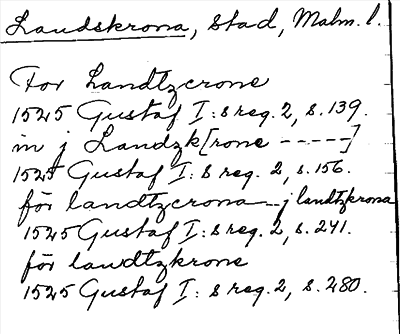 Landskrona, stad, Malm. l.
For Landtzcrone
1525 Gustaf I:s reg. 2, s. 139.
in j Landzk[rone -----]
1525 Gustaf I:s reg. 2, s. 156.
för landtzcrona - - j landtzkrona
1525 Gustaf I:s reg. 2, s. 241.
för landtzkrone
1525 Gustaf I:s reg. 2, s. 280.